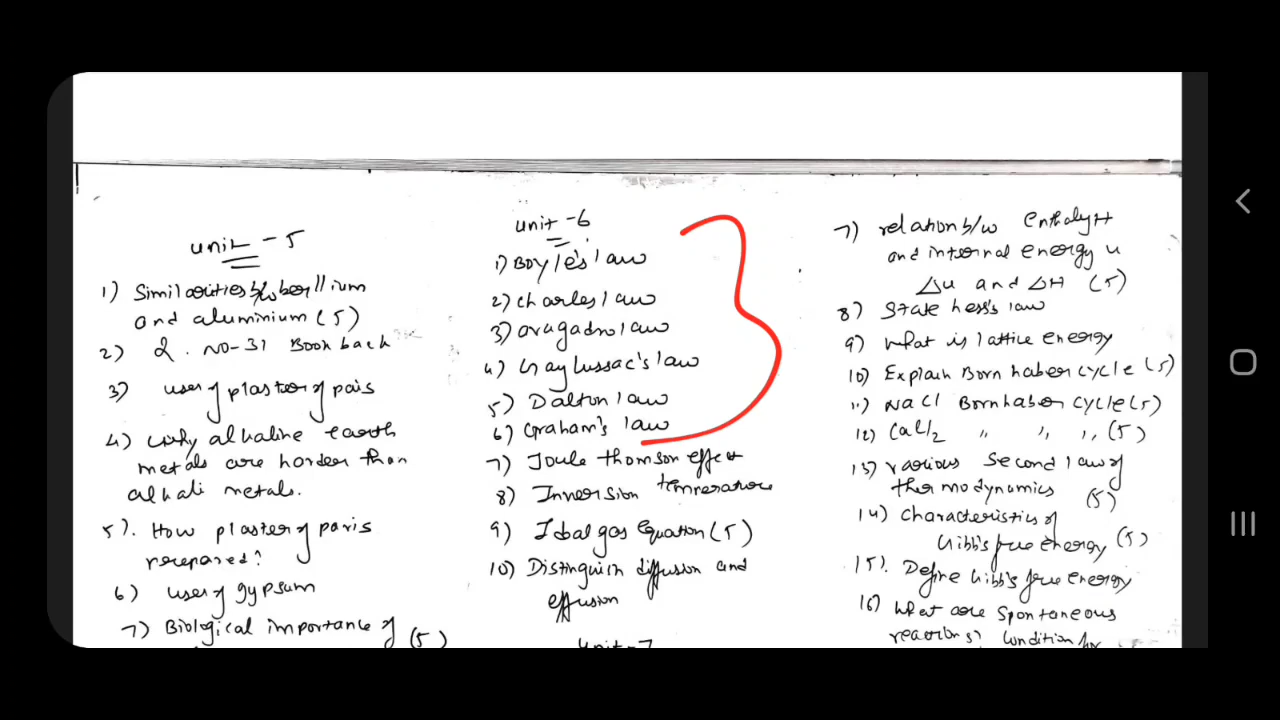 unit - 5
1) Similarities b/w beryllium
and aluminium (5)
2) Q. No-31 Book back
3) uses of plaster of pais
4) why alkaline earth
metals are harder than
alkali metals.
5). How plaster of paris
prepared?
6) uses of gypsum
7) Biological importance of (5)
unit -6
1) Boyle's law
2) charles law
3) avagadro law
4) Gay lussac's law
5) Dalton law
6) Graham's law
7) Joule thomson effect
8) Inversion temperature
9) Ideal gas Equation (5)
10) Distinguish diffusion and
effusion
unit-7
7) relation b/w Enthalpy H
and internal energy u
Δu and ΔH (5)
8) State hess's law
9) what is lattice energy
10) Explain Born haber cycle (5)
11) NaCl Born haber cycle (5)
12) CaCl2 " " " (5)
13) various second law of
thermodynamics (5)
14) characteristics of
Gibb's free energy (5)
15). Define Gibb's free energy
16) what are spontaneous
reactions? condition for